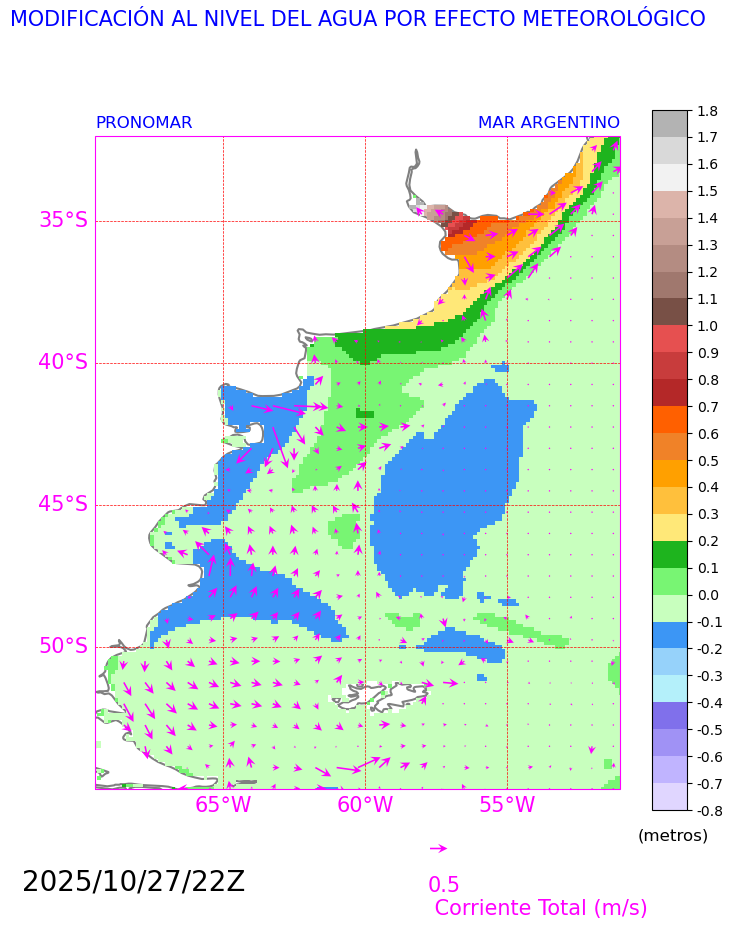 MODIFICACIÓN AL NIVEL DEL AGUA POR EFECTO METEOROLÓGICO
PRONOMAR MAR ARGENTINO
1.8
1.7
1.6
1.5
1.4
1.3
1.2
1.1
1.0
0.9
0.8
0.7
0.6
0.5
0.4
0.3
0.2
0.1
0.0
-0.1
-0.2
-0.3
-0.4
-0.5
-0.6
-0.7
-0.8
(metros)
35°S
40°S
45°S
50°S
65°W 60°W 55°W
2025/10/27/22Z
0.5
Corriente Total (m/s)